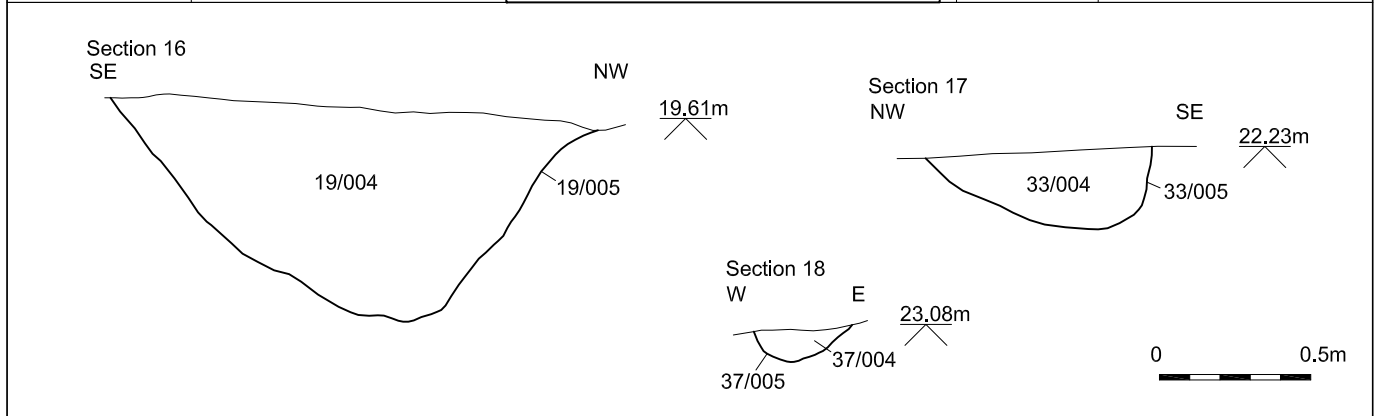 Section 16
SE
NW
19.61m
19/004
19/005
Section 17
NW
SE
22.23m
33/004
33/005
Section 18
W
E
23.08m
37/004
37/005
0
0.5m